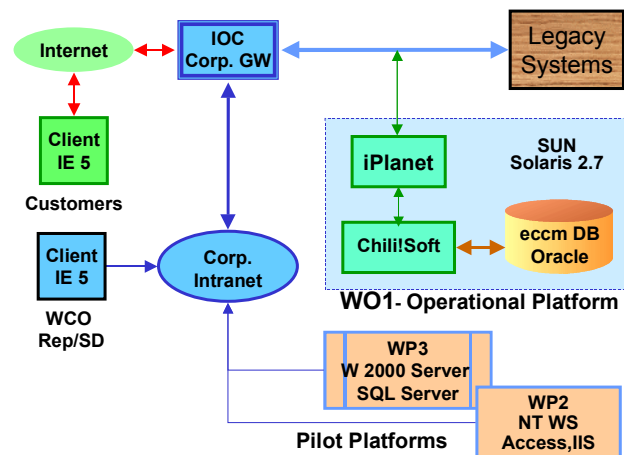 Internet
IOC
Corp. GW
Legacy
Systems
Client
IE 5
Customers
SUN
Solaris 2.7
iPlanet
Chili!Soft
eccm DB
Oracle
WO1- Operational Platform
Client
IE 5
WCO
Rep/SD
Corp.
Intranet
WP3
W 2000 Server
SQL Server
WP2
NT WS
Access,IIS
Pilot Platforms